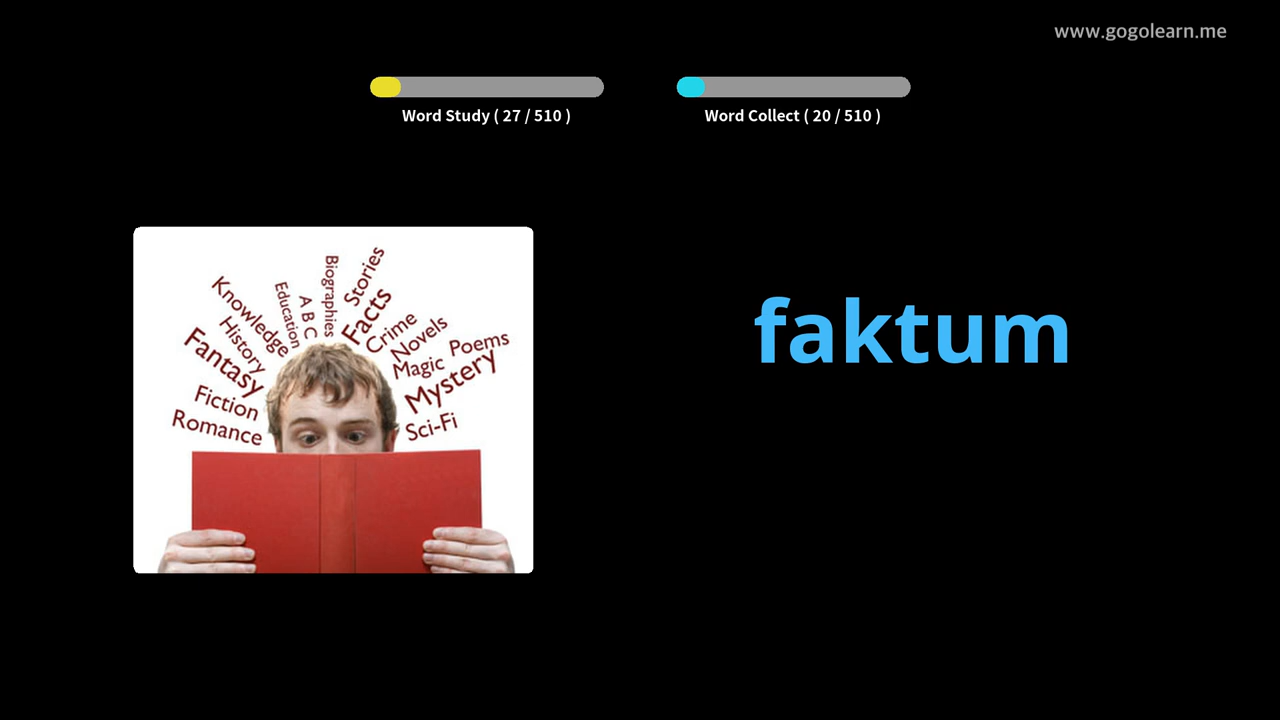 www.gogolearn.me
Word Study ( 27 / 510 )
Word Collect ( 20 / 510 )
faktum
Stories
Biographies
Facts
Education
A B C
Knowledge
Crime
History
Novels
Poems
Fantasy
Magic
Mystery
Fiction
Romance
Sci-Fi